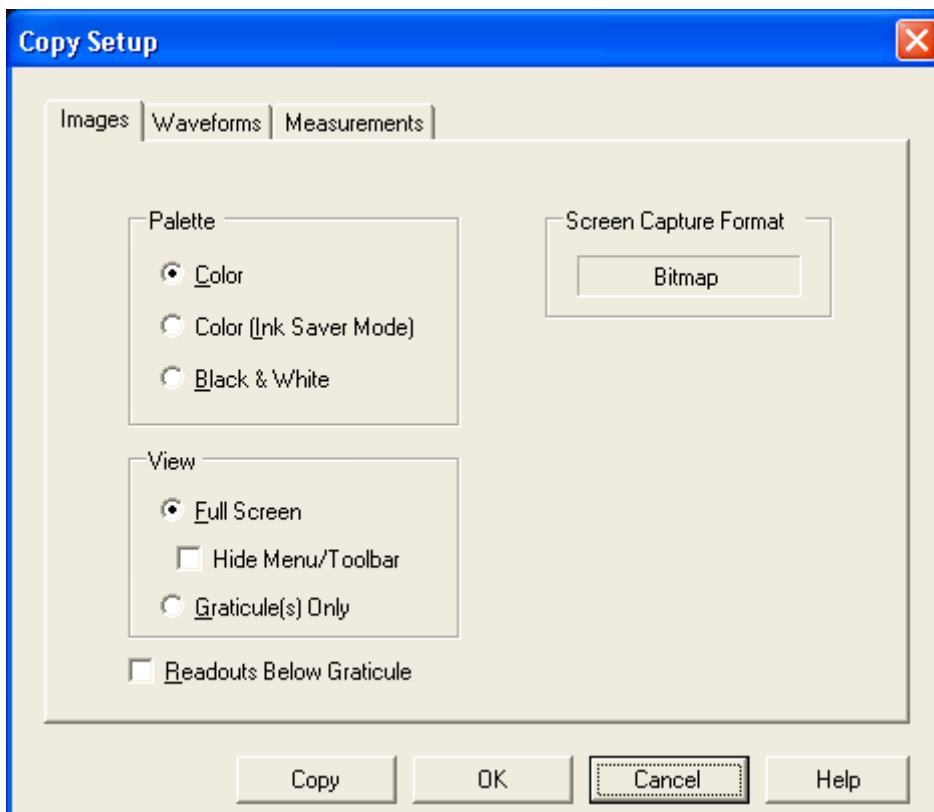 Copy Setup
Images
Waveforms
Measurements
Palette
Color
Color (Ink Saver Mode)
Black & White
Screen Capture Format
Bitmap
View
Full Screen
Hide Menu/Toolbar
Graticule(s) Only
Readouts Below Graticule
Copy
OK
Cancel
Help